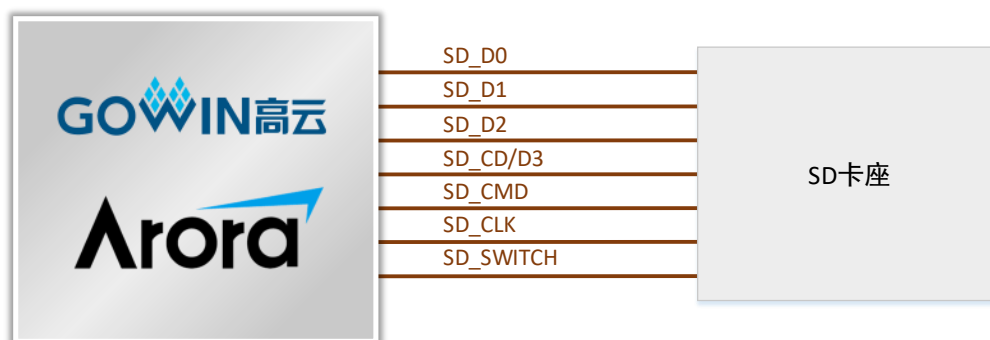 GOWIN高云
Arora
SD_D0
SD_D1
SD_D2
SD_CD/D3
SD_CMD
SD_CLK
SD_SWITCH
SD卡座